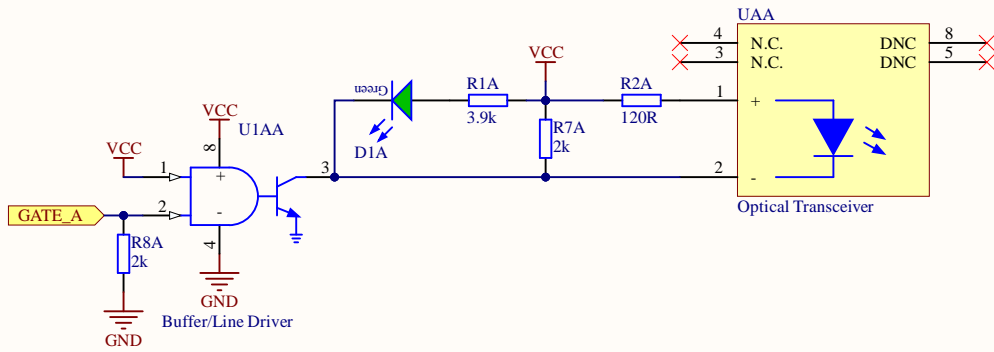 UAA
4 N.C. DNC 8
3 N.C. DNC 5
VCC
Green
R1A
3.9k
R2A
120R
1 +
D1A
R7A
2k
VCC
U1AA
8
VCC
1 +
3
2 -
Optical Transceiver
GATE_A
2 -
4
R8A
2k
GND
Buffer/Line Driver
GND